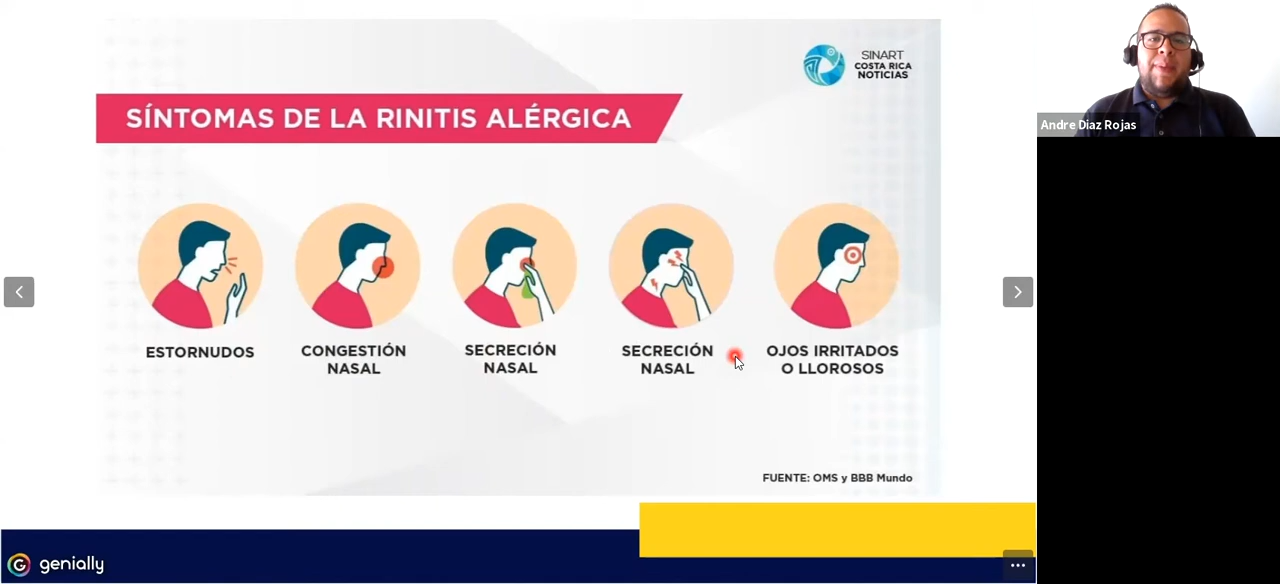 SINART
COSTA RICA
NOTICIAS
SÍNTOMAS DE LA RINITIS ALÉRGICA
ESTORNUDOS
CONGESTIÓN
NASAL
SECRECIÓN
NASAL
SECRECIÓN
NASAL
OJOS IRRITADOS
O LLOROSOS
FUENTE: OMS y BBB Mundo
genially
Andre Diaz Rojas